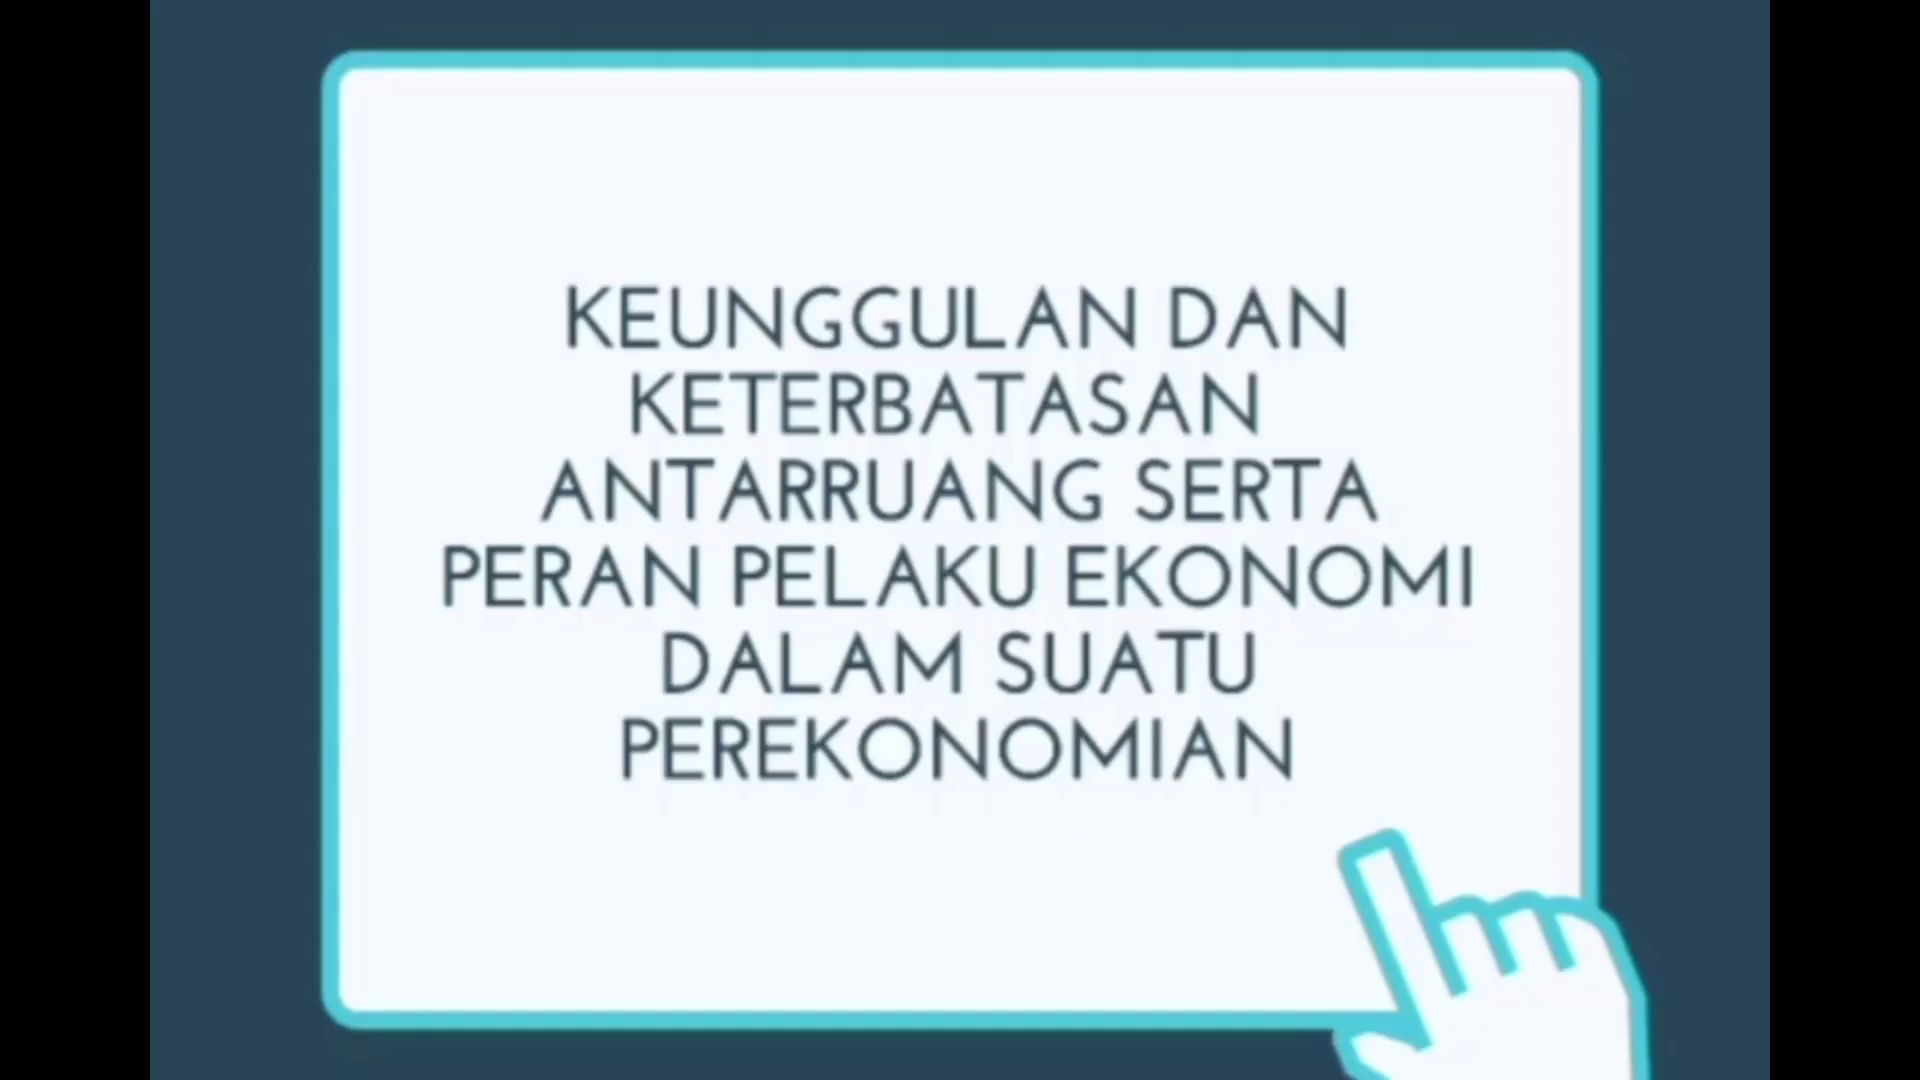 KEUNGGULAN DAN
KETERBATASAN
ANTARRUANG SERTA
PERAN PELAKU EKONOMI
DALAM SUATU
PEREKONOMIAN